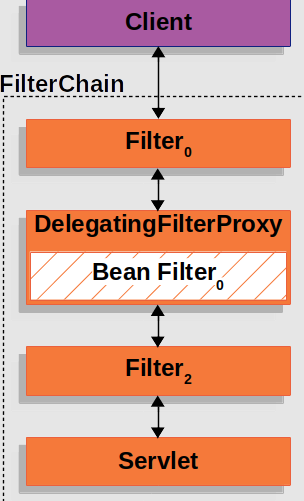 Client
FilterChain
Filter0
DelegatingFilterProxy
Bean Filter0
Filter2
Servlet